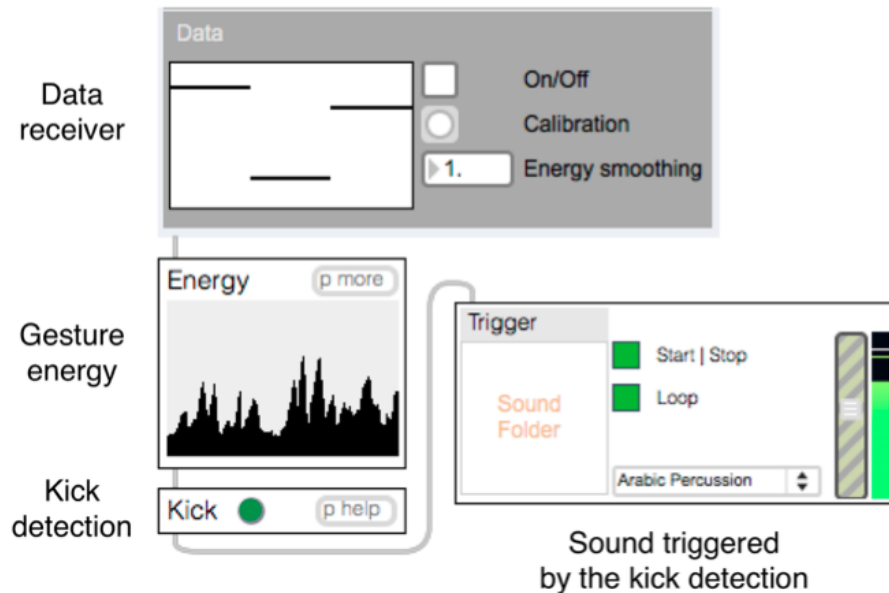 Data
Data
receiver
On/Off
Calibration
1.
Energy smoothing
Energy
p more
Gesture
energy
Trigger
Start | Stop
Sound
Folder
Loop
Arabic Percussion
Kick
detection
Kick
p help
Sound triggered
by the kick detection